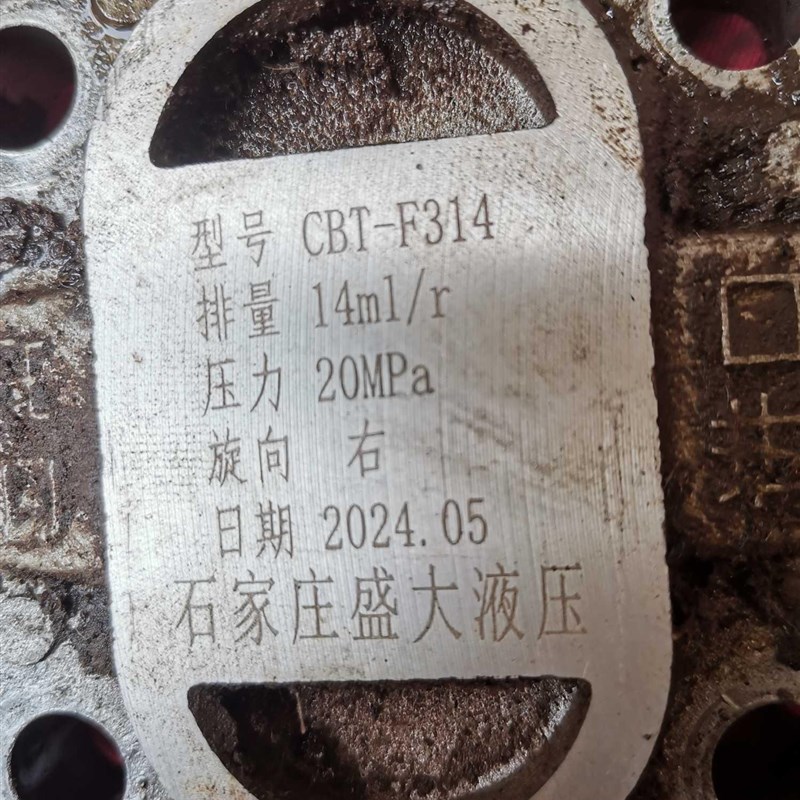 型号 CBT-F314
排量 14ml/r
压力 20MPa
旋向 右
日期 2024.05
石家庄盛大液压